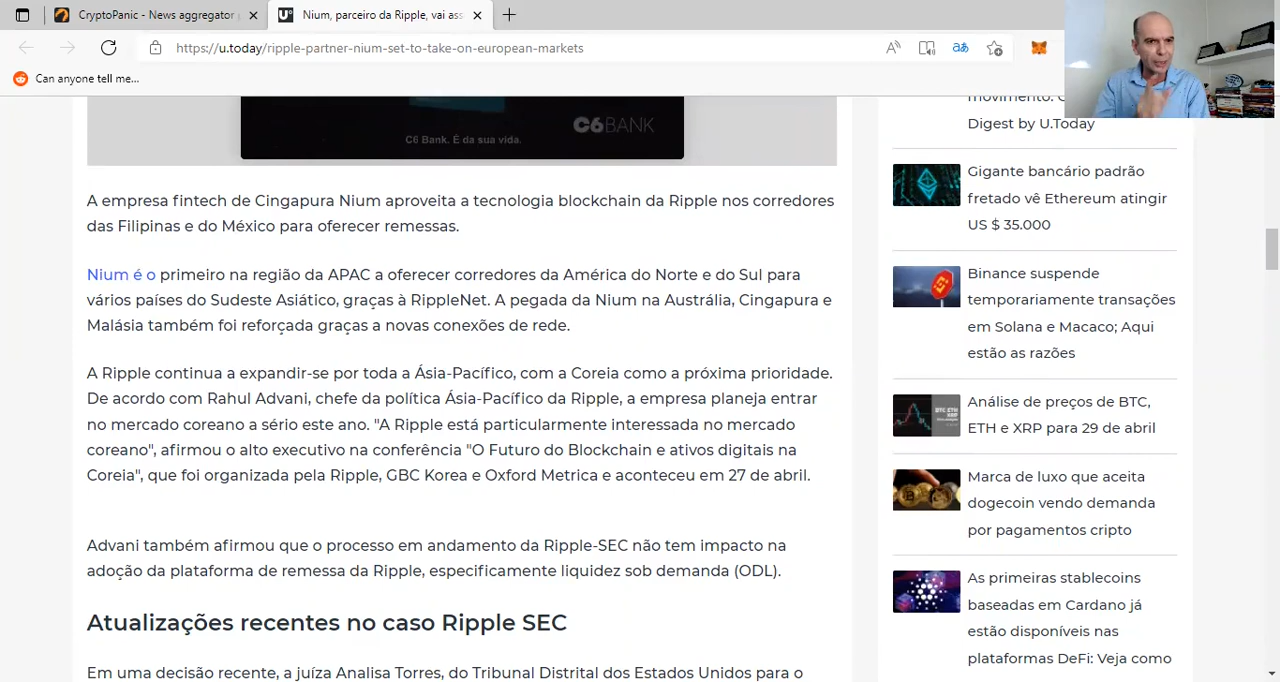 CryptoPanic - News aggregator
Nium, parceiro da Ripple, vai ass
https://u.today/ripple-partner-nium-set-to-take-on-european-markets
Can anyone tell me...
C6BANK
C6 Bank. É da sua vida.
A empresa fintech de Cingapura Nium aproveita a tecnologia blockchain da Ripple nos corredores
das Filipinas e do México para oferecer remessas.
Nium é o primeiro na região da APAC a oferecer corredores da América do Norte e do Sul para
vários países do Sudeste Asiático, graças à RippleNet. A pegada da Nium na Austrália, Cingapura e
Malásia também foi reforçada graças a novas conexões de rede.
A Ripple continua a expandir-se por toda a Ásia-Pacífico, com a Coreia como a próxima prioridade.
De acordo com Rahul Advani, chefe da política Ásia-Pacífico da Ripple, a empresa planeja entrar
no mercado coreano a sério este ano. "A Ripple está particularmente interessada no mercado
coreano", afirmou o alto executivo na conferência "O Futuro do Blockchain e ativos digitais na
Coreia", que foi organizada pela Ripple, GBC Korea e Oxford Metrica e aconteceu em 27 de abril.
Advani também afirmou que o processo em andamento da Ripple-SEC não tem impacto na
adoção da plataforma de remessa da Ripple, especificamente liquidez sob demanda (ODL).
Atualizações recentes no caso Ripple SEC
Em uma decisão recente, a juíza Analisa Torres, do Tribunal Distrital dos Estados Unidos para o
movimento.
Digest by U.Today
Gigante bancário padrão
fretado vê Ethereum atingir
US $ 35.000
Binance suspende
temporariamente transações
em Solana e Macaco; Aqui
estão as razões
Análise de preços de BTC,
ETH e XRP para 29 de abril
Marca de luxo que aceita
dogecoin vendo demanda
por pagamentos cripto
As primeiras stablecoins
baseadas em Cardano já
estão disponíveis nas
plataformas DeFi: Veja como